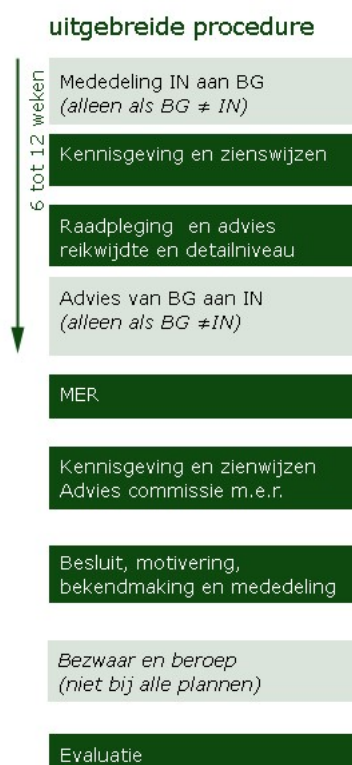 uitgebreide procedure
6 tot 12 weken
Mededeling IN aan BG
(alleen als BG ≠ IN)
Kennisgeving en zienswijzen
Raadpleging en advies
reikwijdte en detailniveau
Advies van BG aan IN
(alleen als BG ≠IN)
MER
Kennisgeving en zienwijzen
Advies commissie m.e.r.
Besluit, motivering,
bekendmaking en mededeling
Bezwaar en beroep
(niet bij alle plannen)
Evaluatie